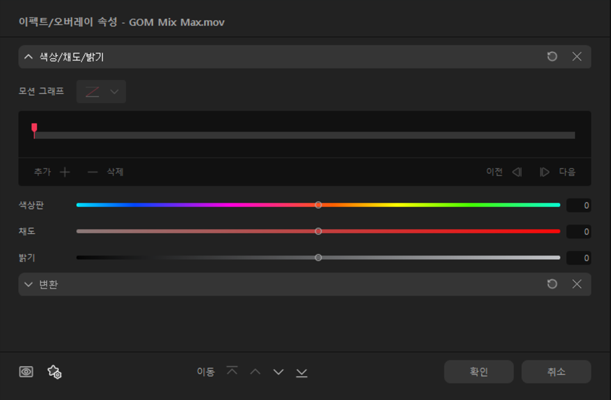 이펙트/오버레이 속성 - GOM Mix Max.mov
색상/채도/밝기
모션 그래프
추가 삭제 이전 다음
색상판 0
채도 0
밝기 0
변환
이동 확인 취소